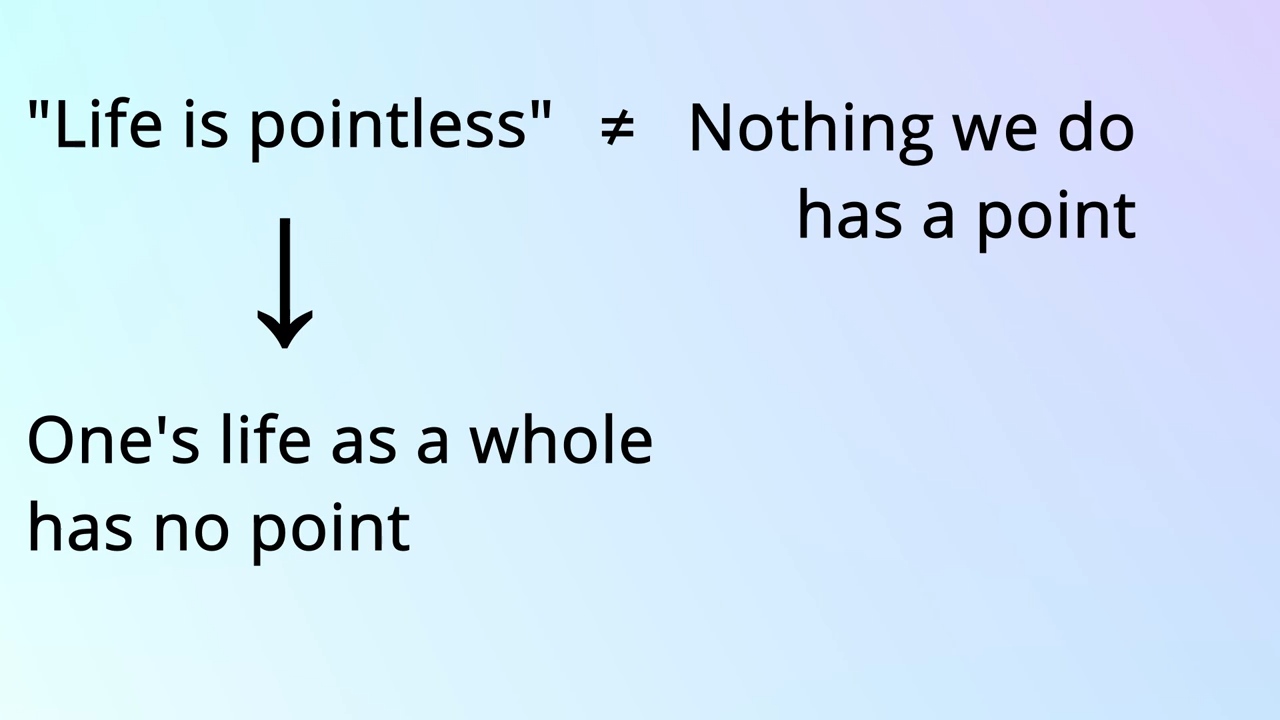 "Life is pointless" ≠ Nothing we do
has a point
↓
One's life as a whole
has no point